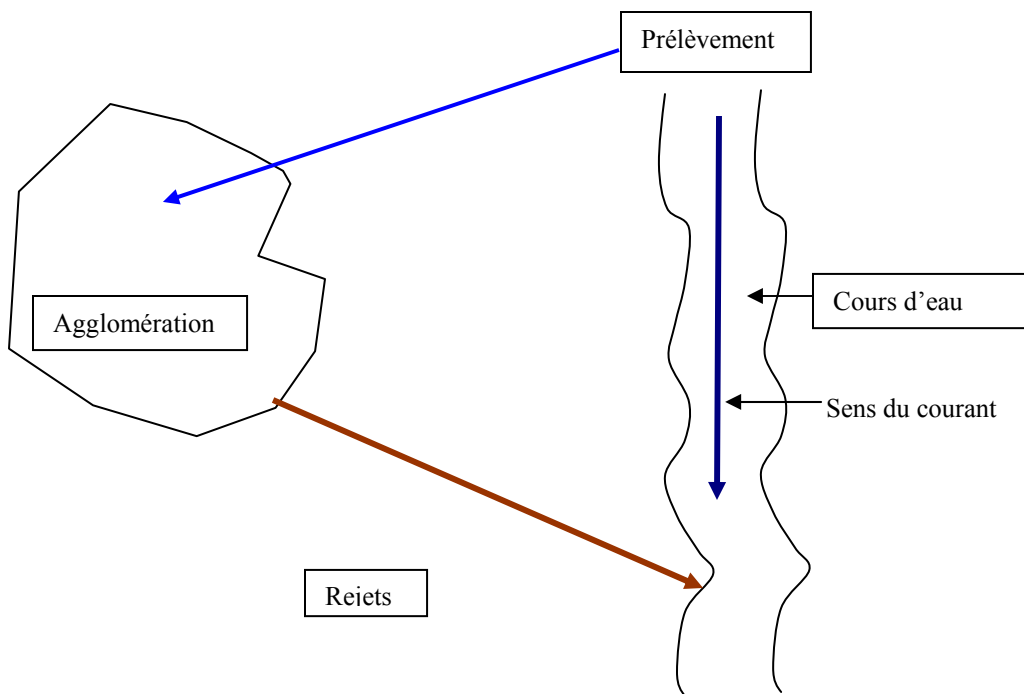 Prélèvement
Agglomération
Cours d’eau
Sens du courant
Rejets